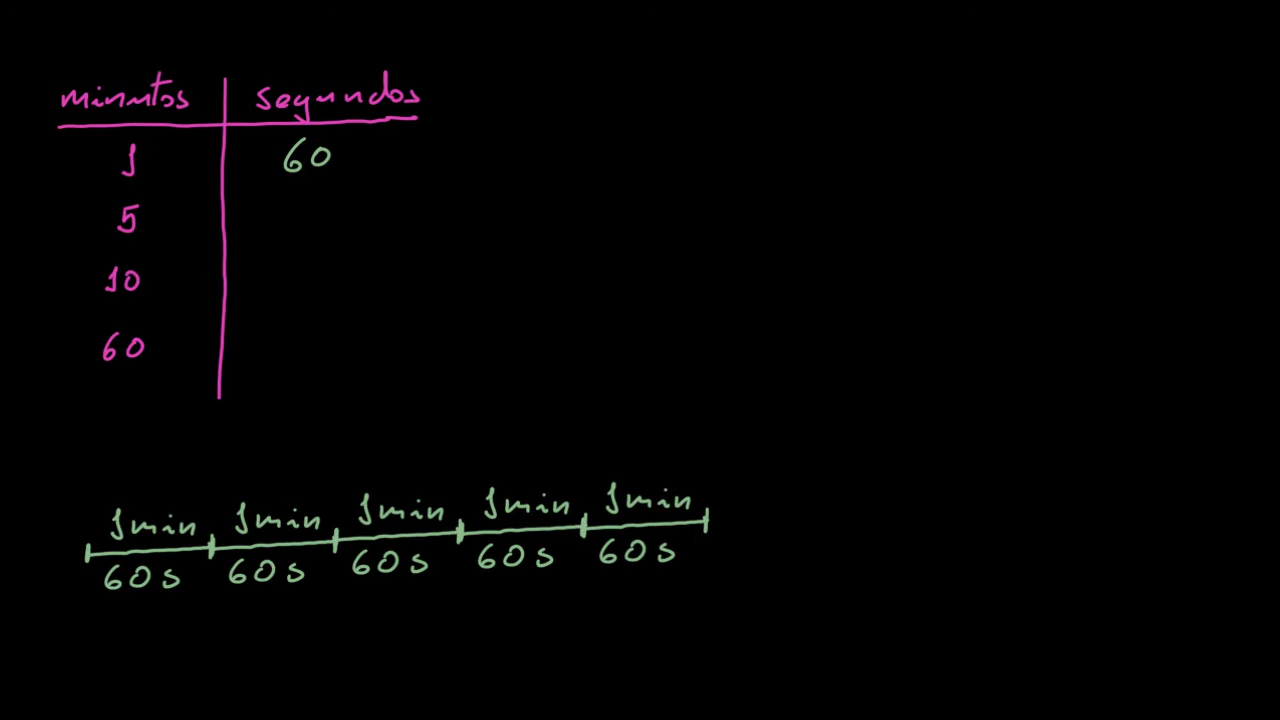 minutos segundos
1 60
5
10
60
1min 1min 1min 1min 1min
60s 60s 60s 60s 60s